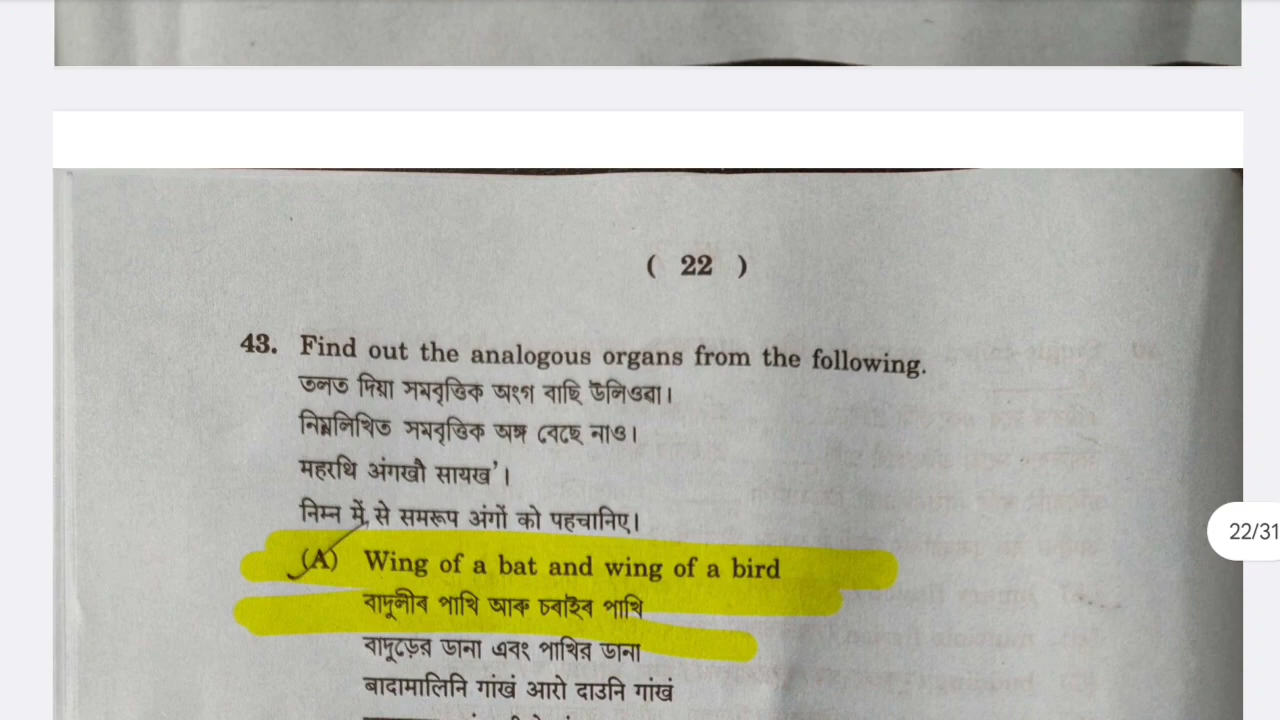 ( 22 )
43. Find out the analogous organs from the following.
তলত দিয়া সমবৃত্তিক অংগ বাছি উলিওৱা।
নিম্নলিখিত সমবৃত্তিক অঙ্গ বেছে নাও।
महरथि अंगखौ सायख'।
निम्न में से समरूप अंगों को पहचानिए।
(A) Wing of a bat and wing of a bird
বাদুলীৰ পাখি আৰু চৰাইৰ পাখি
বাদুড়ের ডানা এবং পাখির ডানা
बादामालिनि गांखं आरो दाउनि गांखं
22/31